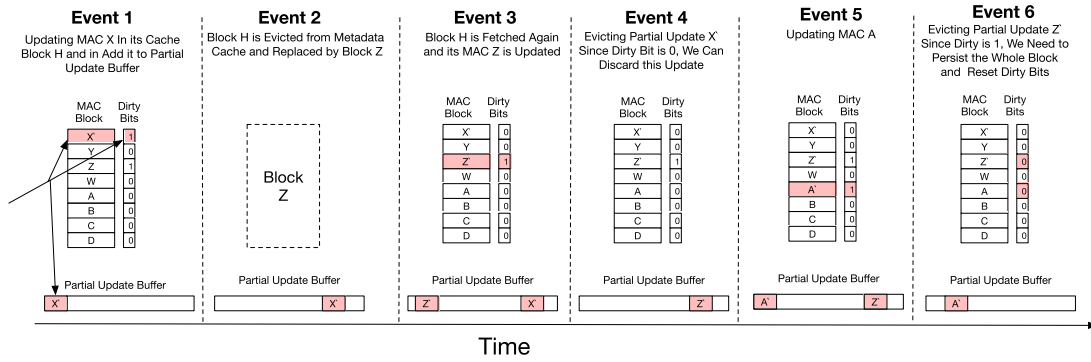 Event 1
Updating MAC X In its Cache
Block H and in Add it to Partial
Update Buffer
MAC Dirty
Block Bits
X` 1
Y 0
Z 1
W 0
A 0
B 0
C 0
D 0
Partial Update Buffer
X`
Event 2
Block H is Evicted from Metadata
Cache and Replaced by Block Z
Block
Z
Partial Update Buffer
X`
Event 3
Block H is Fetched Again
and its MAC Z is Updated
MAC Dirty
Block Bits
X` 0
Y 0
Z` 1
W 0
A 0
B 0
C 0
D 0
Partial Update Buffer
Z` X`
Event 4
Evicting Partial Update X`
Since Dirty Bit is 0, We Can
Discard this Update
MAC Dirty
Block Bits
X` 0
Y 0
Z` 1
W 0
A 0
B 0
C 0
D 0
Partial Update Buffer
Z`
Event 5
Updating MAC A
MAC Dirty
Block Bits
X` 0
Y 0
Z` 1
W 0
A` 1
B 0
C 0
D 0
Partial Update Buffer
A` Z`
Event 6
Evicting Partial Update Z`
Since Dirty is 1, We Need to
Persist the Whole Block
and Reset Dirty Bits
MAC Dirty
Block Bits
X` 0
Y 0
Z` 0
W 0
A 0
B 0
C 0
D 0
Partial Update Buffer
A`
Time